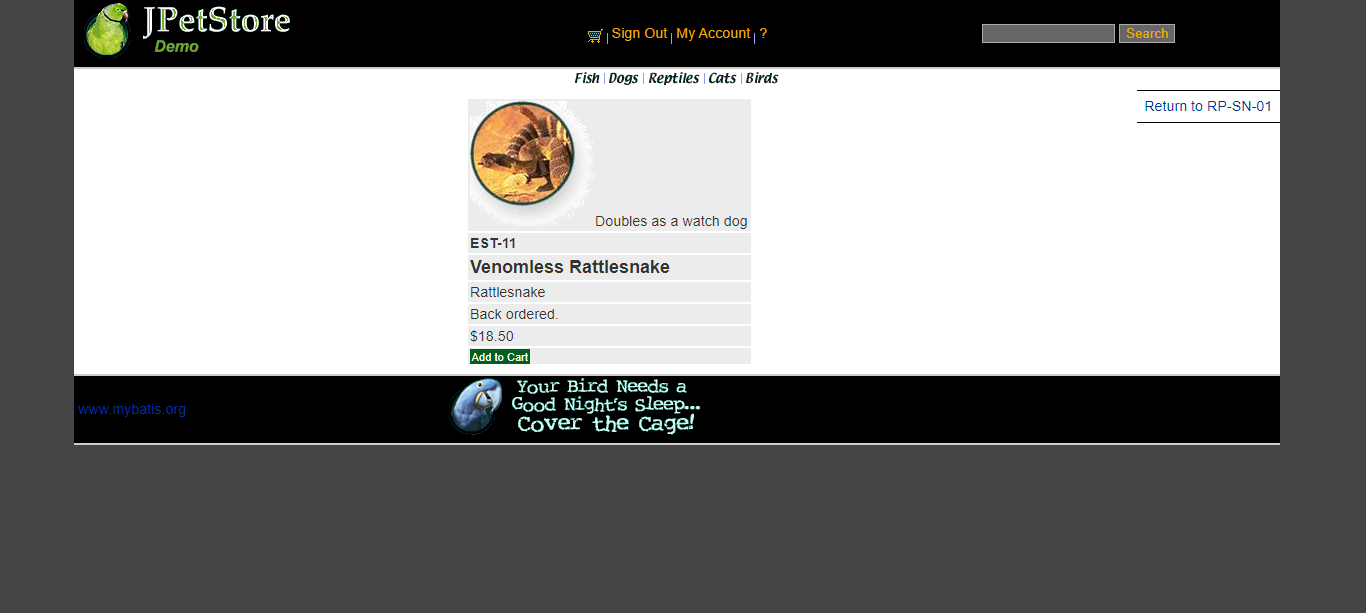 JPetStore
Demo
Sign Out | My Account | ?
Search
Fish | Dogs | Reptiles | Cats | Birds
Return to RP-SN-01
Doubles as a watch dog
EST-11
Venomless Rattlesnake
Rattlesnake
Back ordered.
$18.50
Add to Cart
www.mybatis.org
Your Bird Needs a
Good Night's Sleep...
Cover the Cage!